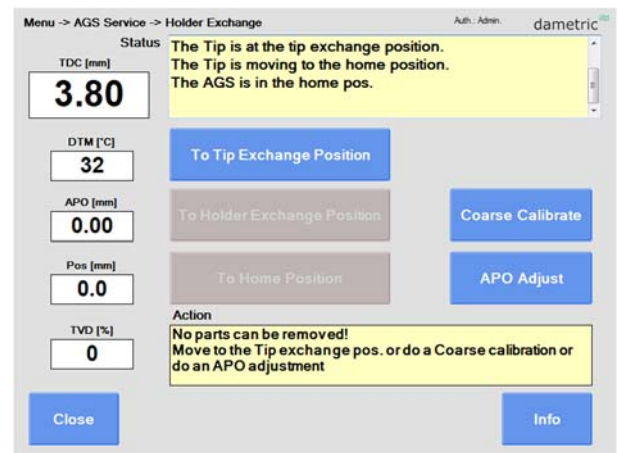 Menu -> AGS Service -> Holder Exchange
Auth.: Admin.
dametric
Status
The Tip is at the tip exchange position.
The Tip is moving to the home position.
The AGS is in the home pos.
TDC [mm]
3.80
DTM [°C]
32
To Tip Exchange Position
APO [mm]
0.00
To Holder Exchange Position
Coarse Calibrate
Pos [mm]
0.0
To Home Position
APO Adjust
TVD [%]
0
Action
No parts can be removed!
Move to the Tip exchange pos. or do a Coarse calibration or
do an APO adjustment
Close
Info